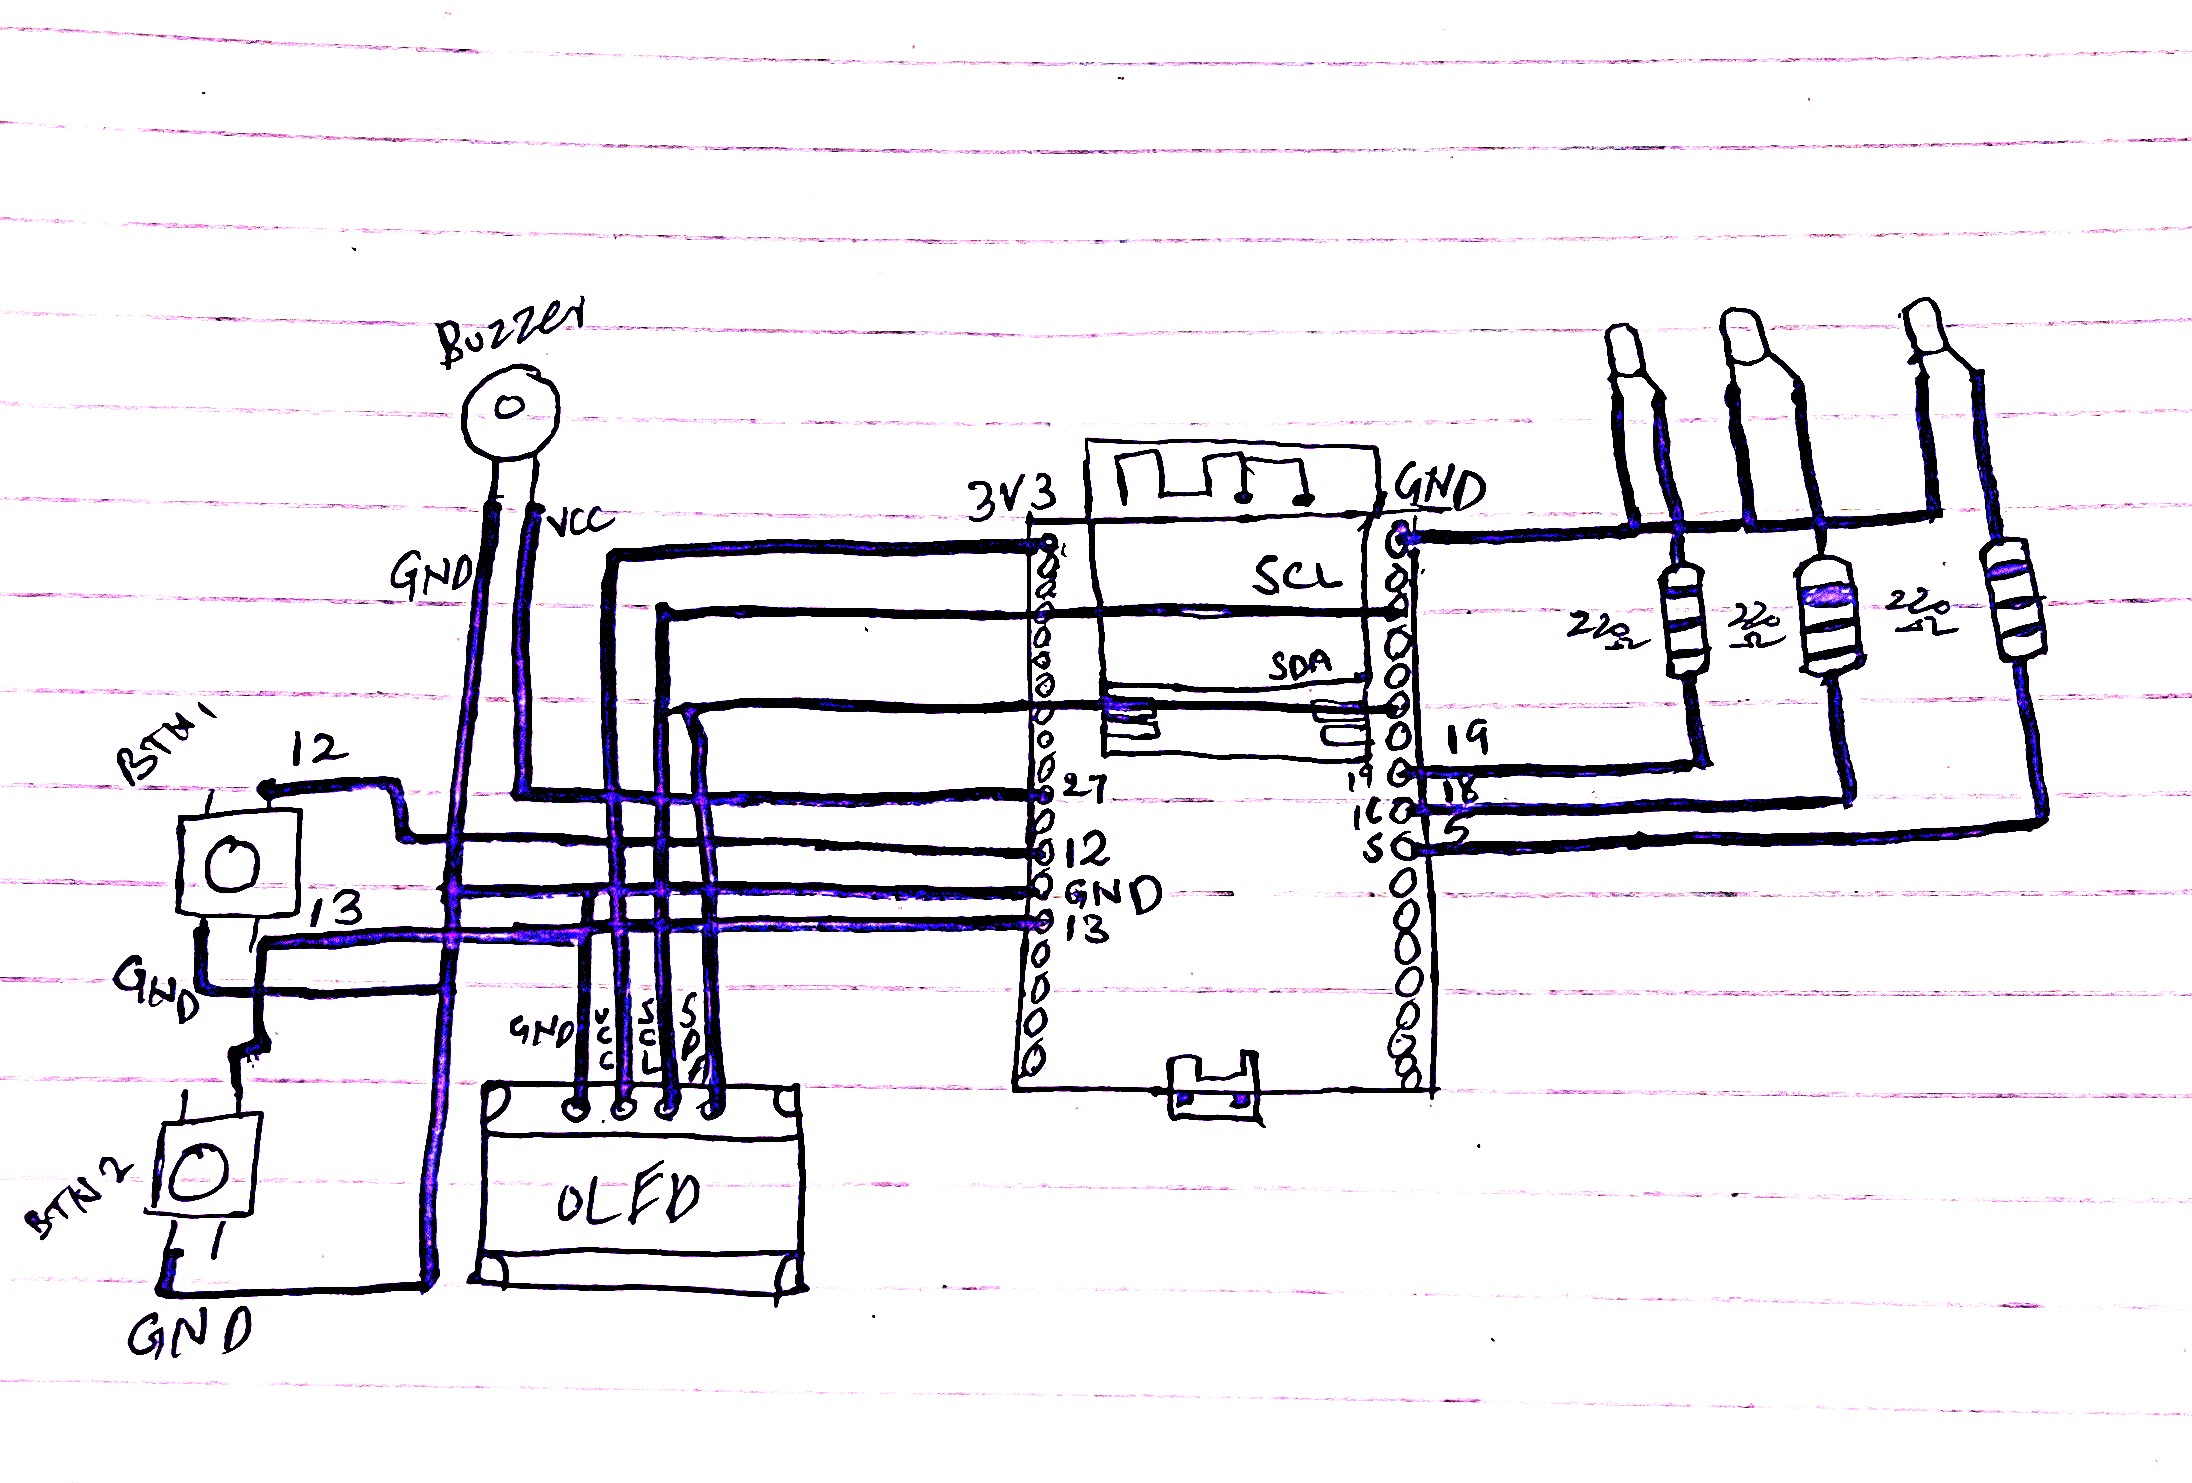 Buzzer
VCC
GND
3V3
GND
SCL
SDA
220
Ω
220
Ω
220
Ω
BTN 1
12
27
12
GND
13
19
19
18
16
5
5
13
GND
GND
VCC
SCL
SDA
BTN 2
OLED
GND